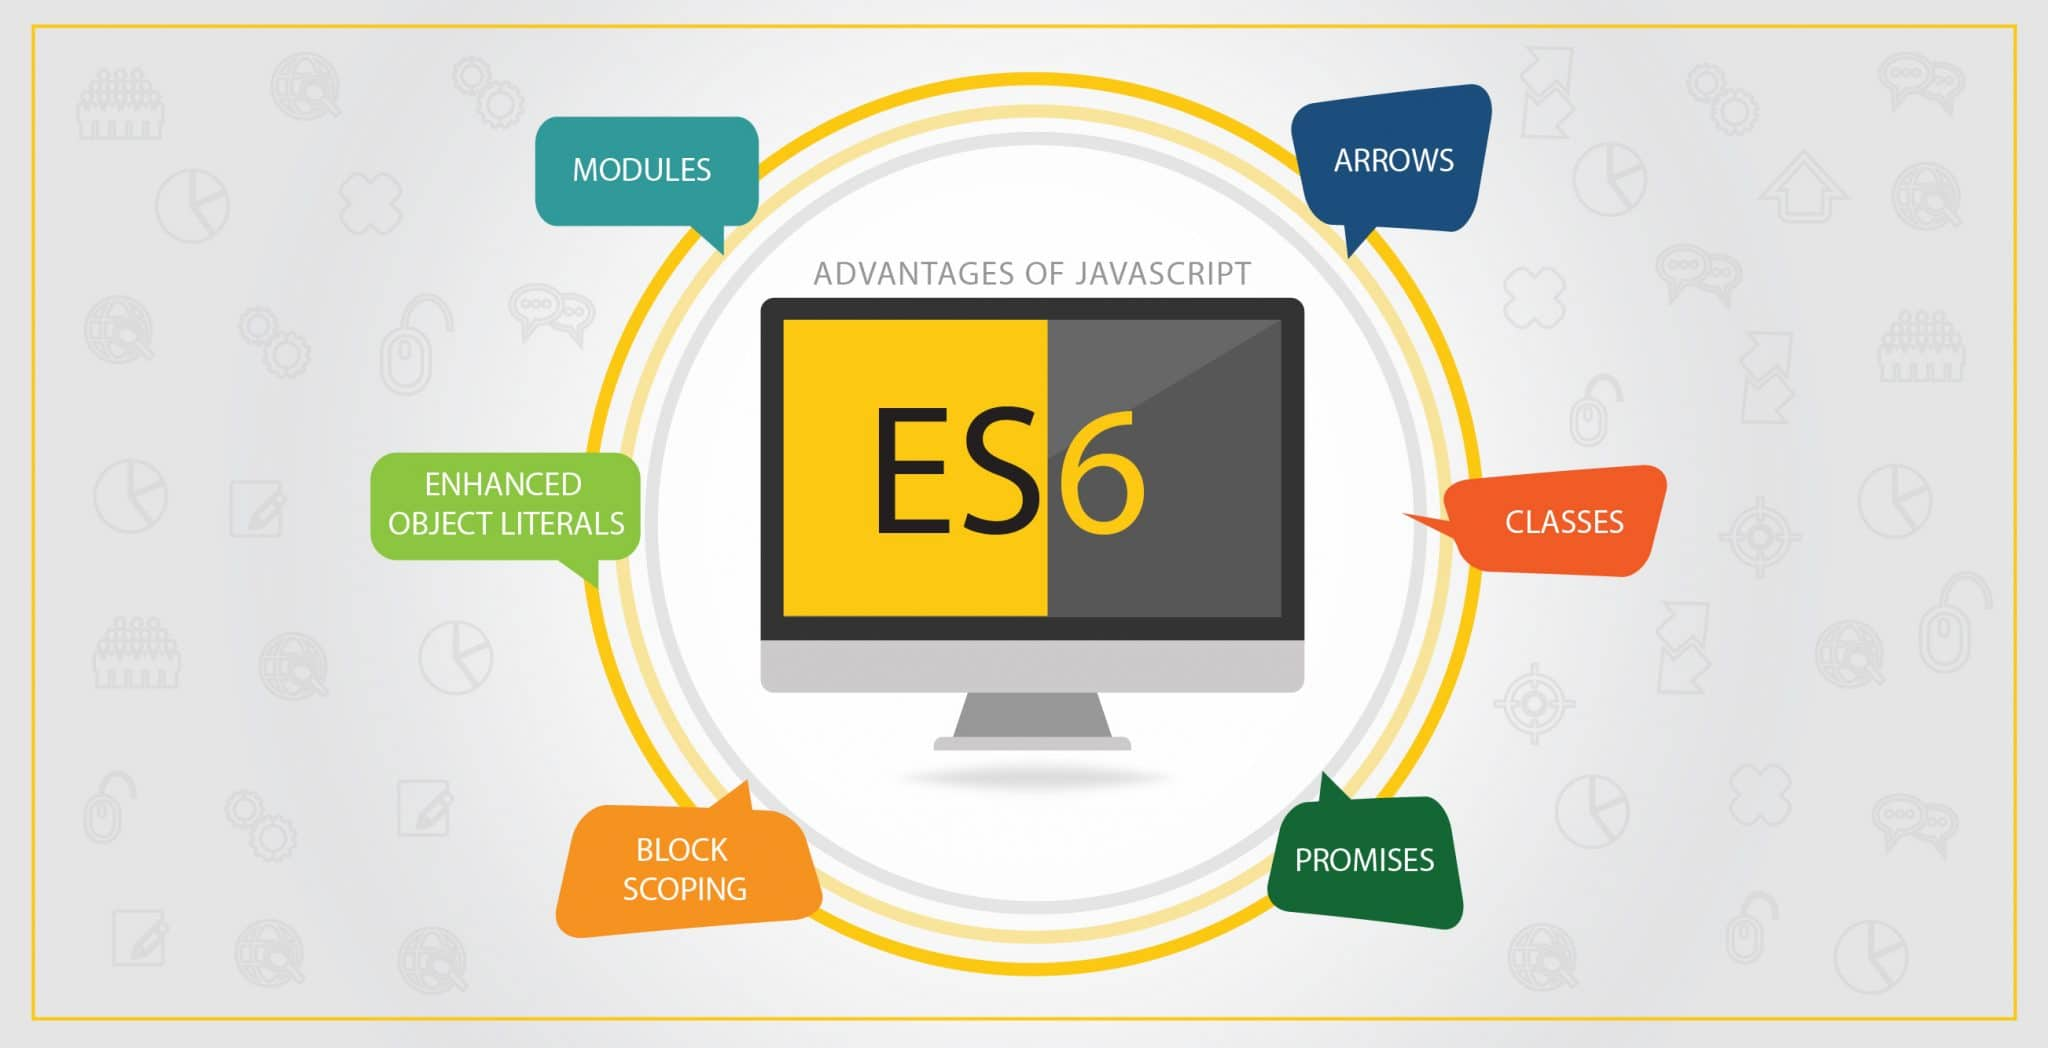 MODULES
ARROWS
ADVANTAGES OF JAVASCRIPT
ES6
ENHANCED
OBJECT LITERALS
CLASSES
BLOCK
SCOPING
PROMISES